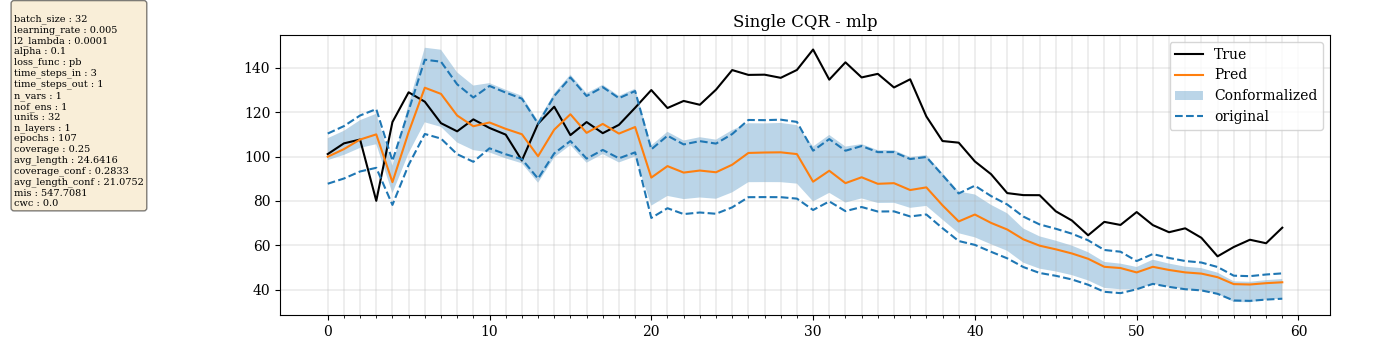 batch_size : 32
learning_rate : 0.005
l2_lambda : 0.0001
alpha : 0.1
loss_func : pb
time_steps_in : 3
time_steps_out : 1
n_vars : 1
nof_ens : 1
units : 32
n_layers : 1
epochs : 107
coverage : 0.25
avg_length : 24.6416
coverage_conf : 0.2833
avg_length_conf : 21.0752
mis : 547.7081
cwc : 0.0
Single CQR - mlp
True
Pred
Conformalized
original
140
120
100
80
60
40
0 10 20 30 40 50 60